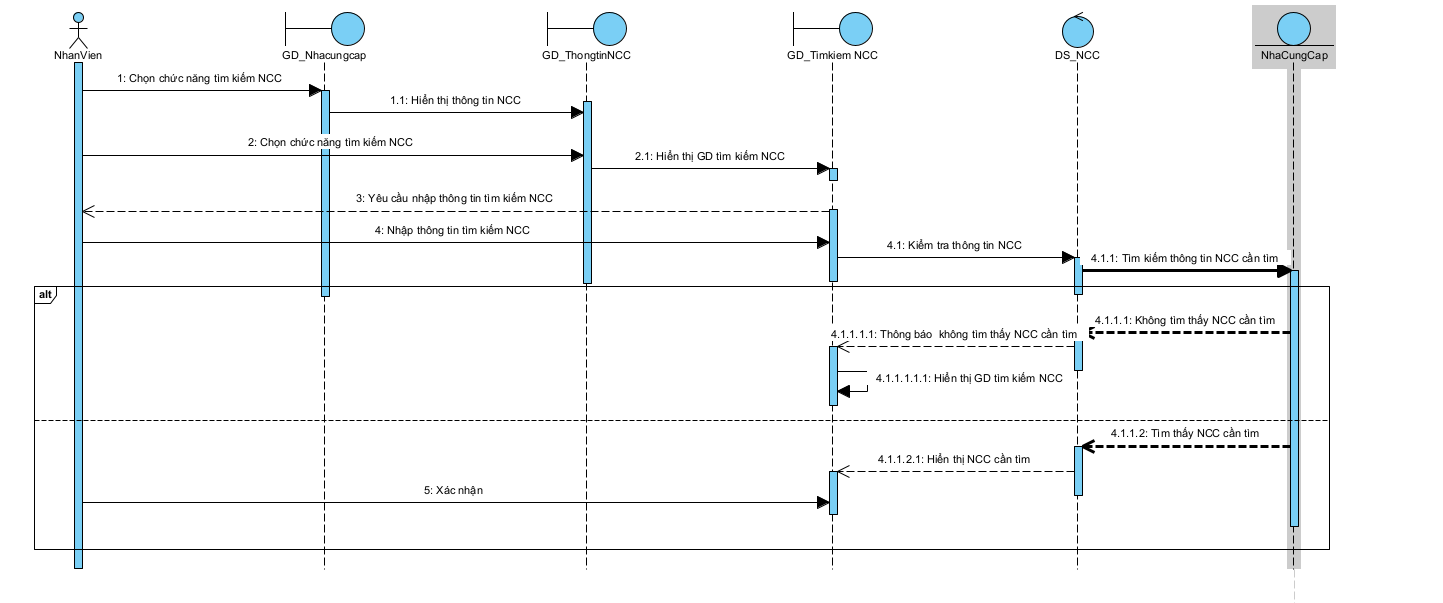 NhanVien
GD_Nhacungcap
GD_ThongtinNCC
GD_Timkiem NCC
DS_NCC
NhaCungCap
1: Chọn chức năng tìm kiếm NCC
1.1: Hiển thị thông tin NCC
2: Chọn chức năng tìm kiếm NCC
2.1: Hiển thị GD tìm kiếm NCC
3: Yêu cầu nhập thông tin tìm kiếm NCC
4: Nhập thông tin tìm kiếm NCC
4.1: Kiểm tra thông tin NCC
4.1.1: Tìm kiếm thông tin NCC cần tìm
alt
4.1.1.1: Không tìm thấy NCC cần tìm
4.1.1.1.1: Thông báo không tìm thấy NCC cần tìm
4.1.1.1.1.1: Hiển thị GD tìm kiếm NCC
4.1.1.2: Tìm thấy NCC cần tìm
4.1.1.2.1: Hiển thị NCC cần tìm
5: Xác nhận